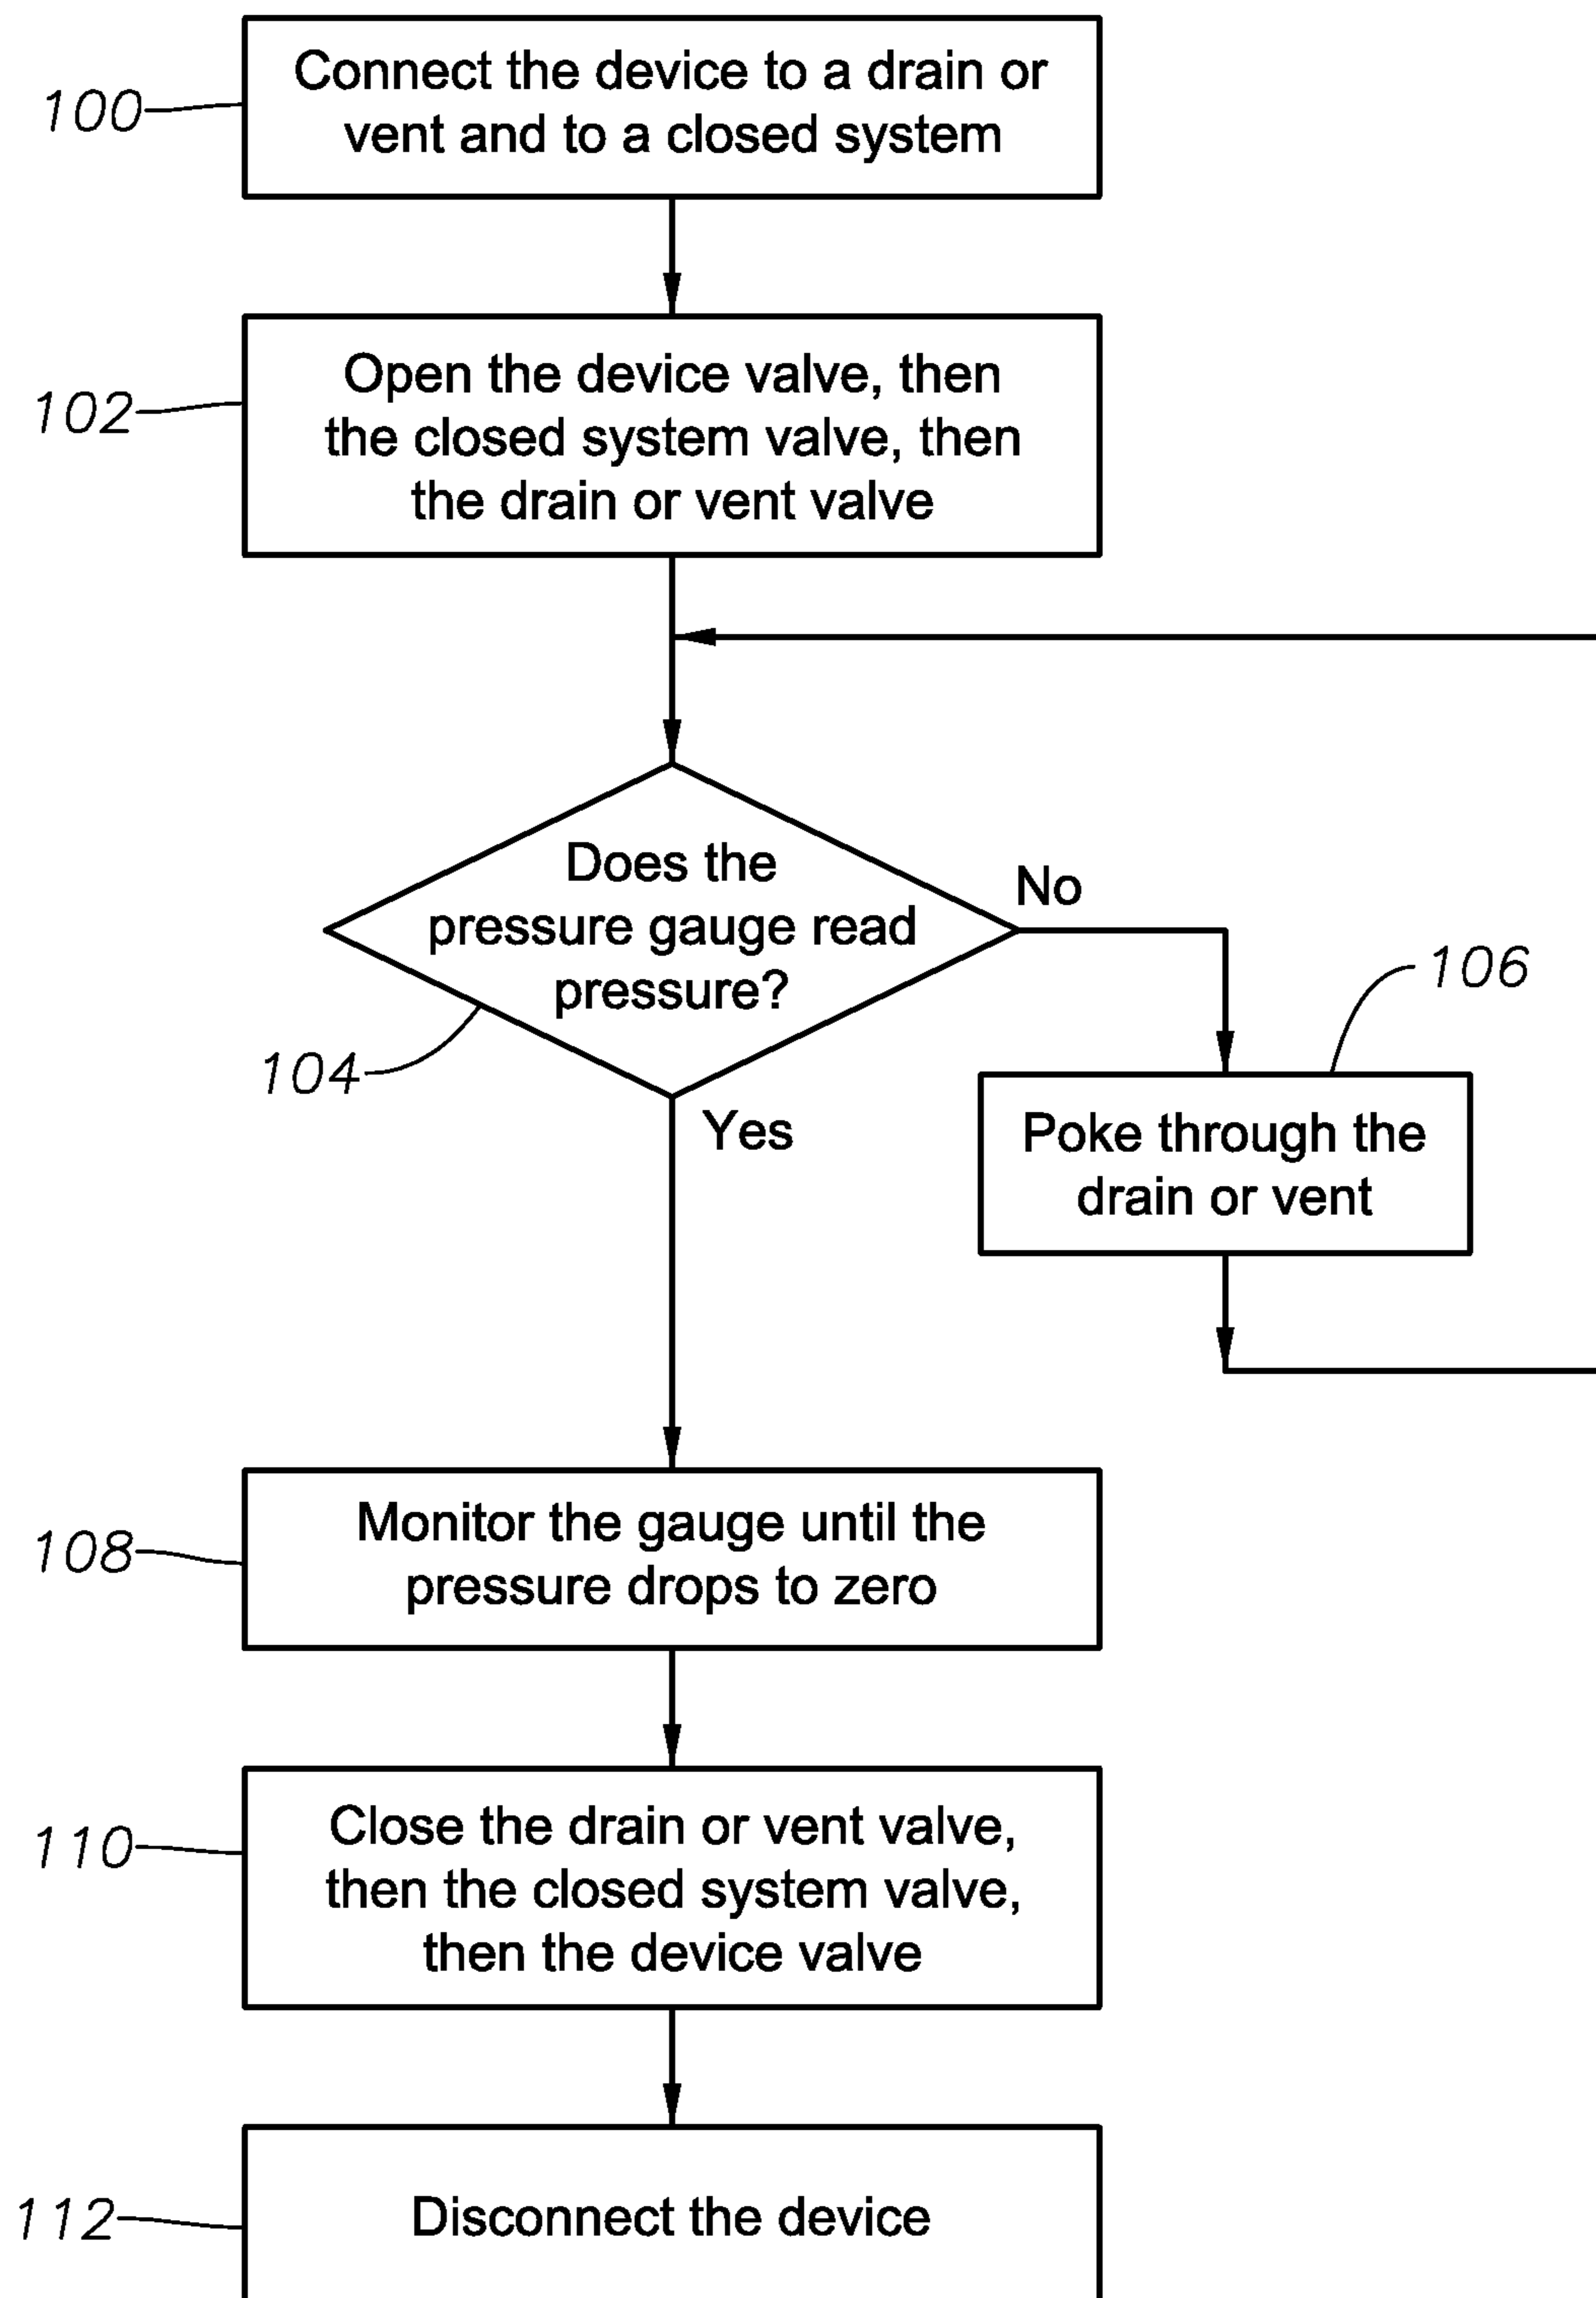 100
Connect the device to a drain or
vent and to a closed system
102
Open the device valve, then
the closed system valve, then
the drain or vent valve
Does the
pressure gauge read
pressure?
104
No
Yes
106
Poke through the
drain or vent
108
Monitor the gauge until the
pressure drops to zero
110
Close the drain or vent valve,
then the closed system valve,
then the device valve
112
Disconnect the device